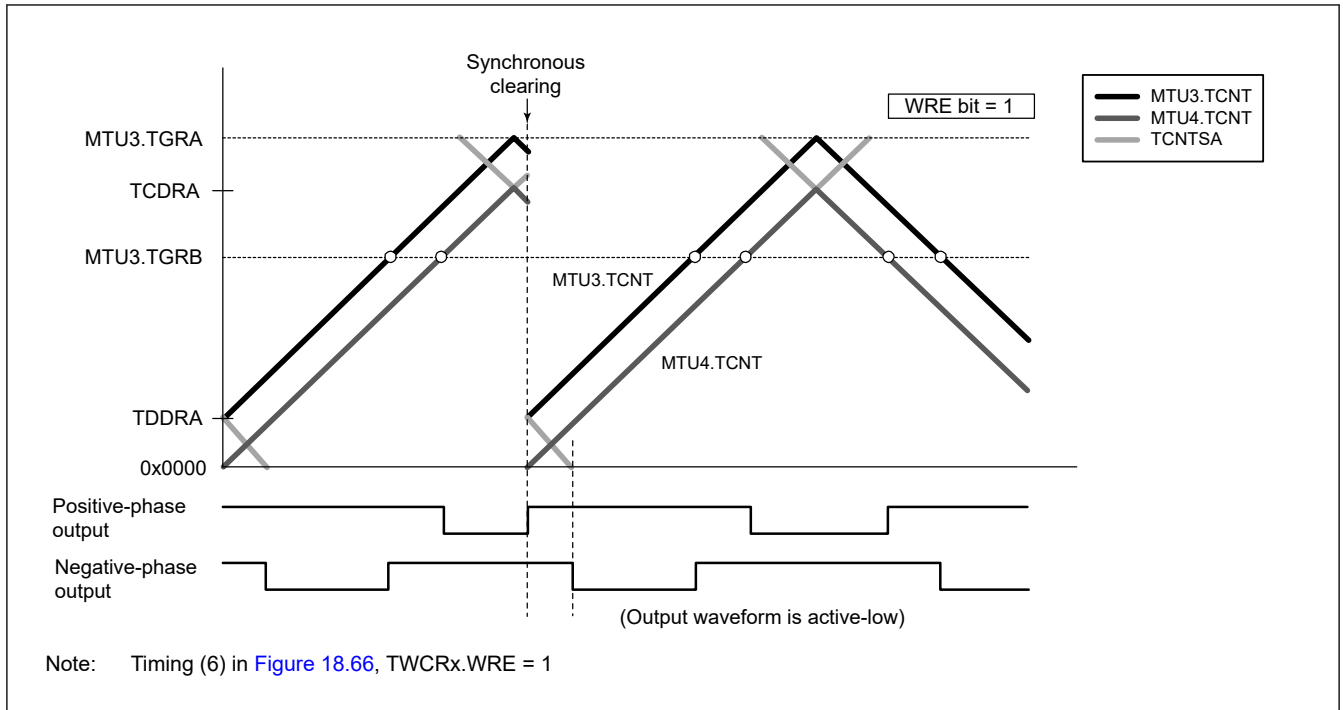 Synchronous
clearing
WRE bit = 1
MTU3.TCNT
MTU4.TCNT
TCNTSA
MTU3.TGRA
TCDRA
MTU3.TGRB
MTU3.TCNT
MTU4.TCNT
TDDRA
0x0000
Positive-phase
output
Negative-phase
output
(Output waveform is active-low)
Note: Timing (6) in Figure 18.66, TWCRx.WRE = 1